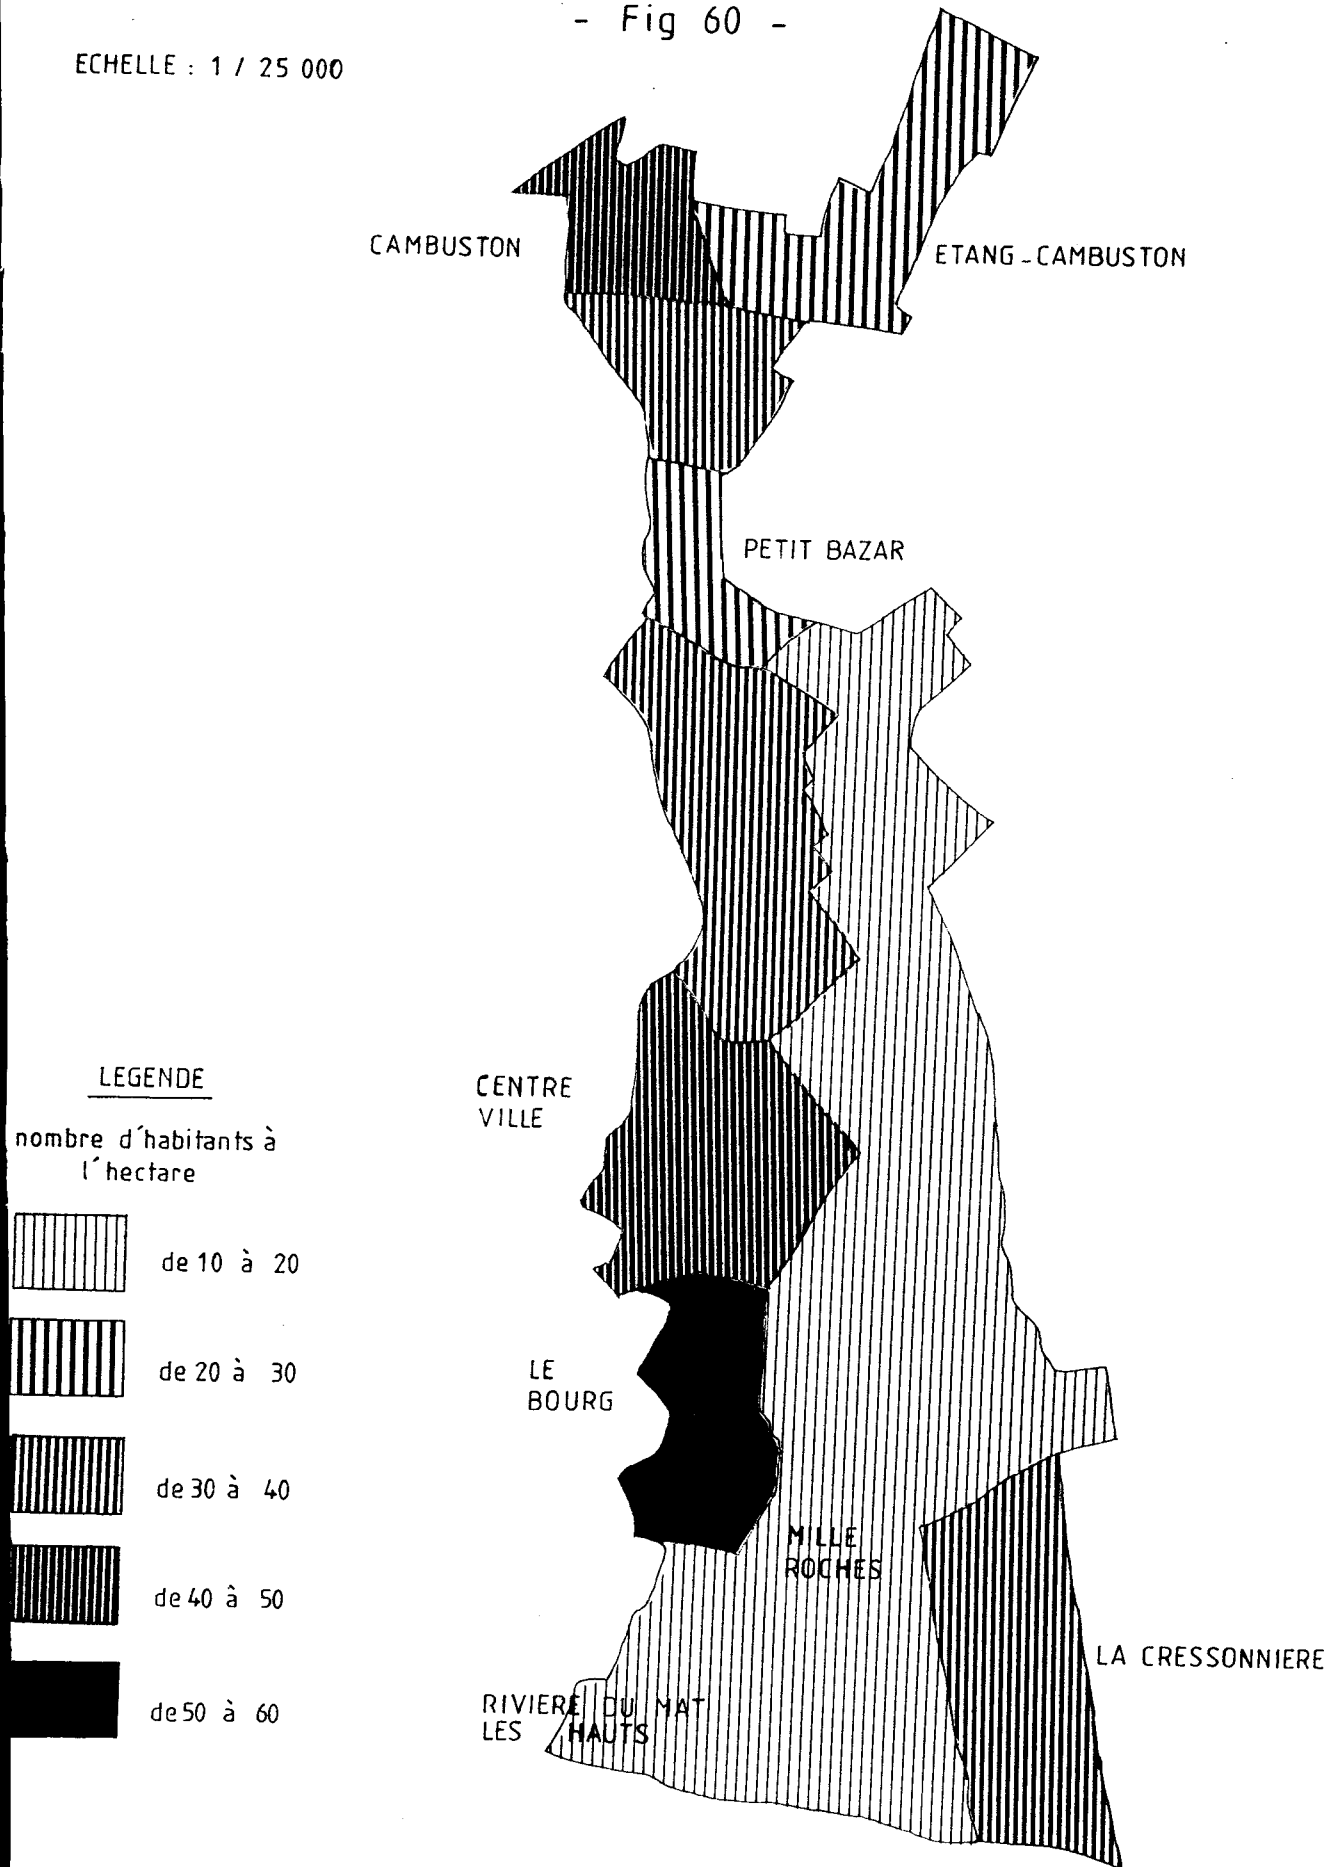 - Fig 60 -
ECHELLE : 1 / 25 000
CAMBUSTON
ETANG - CAMBUSTON
PETIT BAZAR
CENTRE
VILLE
LE
BOURG
MILLE
ROCHES
LA CRESSONNIERE
RIVIERE DU MAT
LES HAUTS
LEGENDE
nombre d'habitants à
l'hectare
de 10 à 20
de 20 à 30
de 30 à 40
de 40 à 50
de 50 à 60